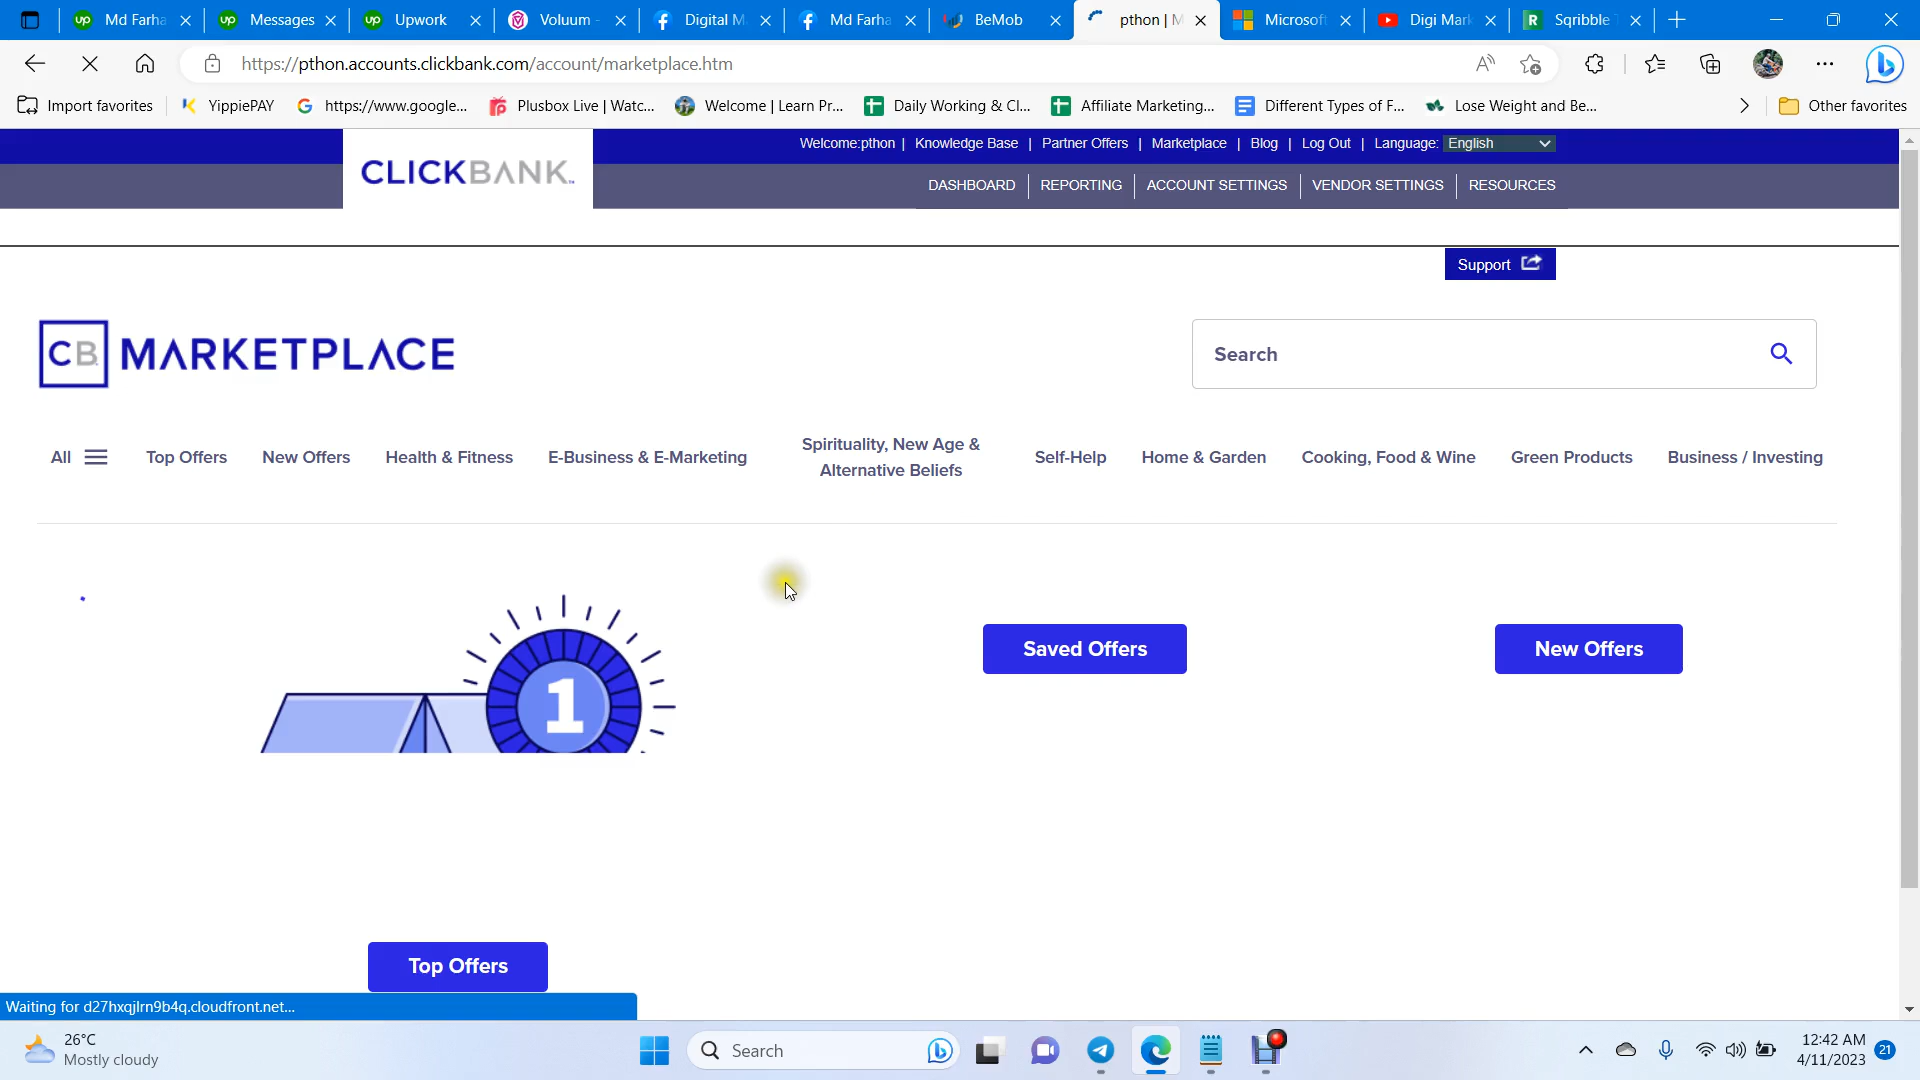 Md Farha
Messages
Upwork
Voluum -
Digital M
Md Farha
BeMob
pthon | M
Microsoft
Digi Mark
Sqribble
https://pthon.accounts.clickbank.com/account/marketplace.htm
Import favorites
YippiePAY
https://www.google...
Plusbox Live | Watc...
Welcome | Learn Pr...
Daily Working & Cl...
Affiliate Marketing...
Different Types of F...
Lose Weight and Be...
Other favorites
Welcome:pthon | Knowledge Base | Partner Offers | Marketplace | Blog | Log Out | Language: English
CLICKBANK™
DASHBOARD REPORTING ACCOUNT SETTINGS VENDOR SETTINGS RESOURCES
Support
CB MARKETPLACE
Search
All
Top Offers
New Offers
Health & Fitness
E-Business & E-Marketing
Spirituality, New Age &
Alternative Beliefs
Self-Help
Home & Garden
Cooking, Food & Wine
Green Products
Business / Investing
1
Saved Offers
New Offers
Top Offers
Waiting for d27hxqjlrn9b4q.cloudfront.net...
26°C
Mostly cloudy
Search
12:42 AM
4/11/2023
21